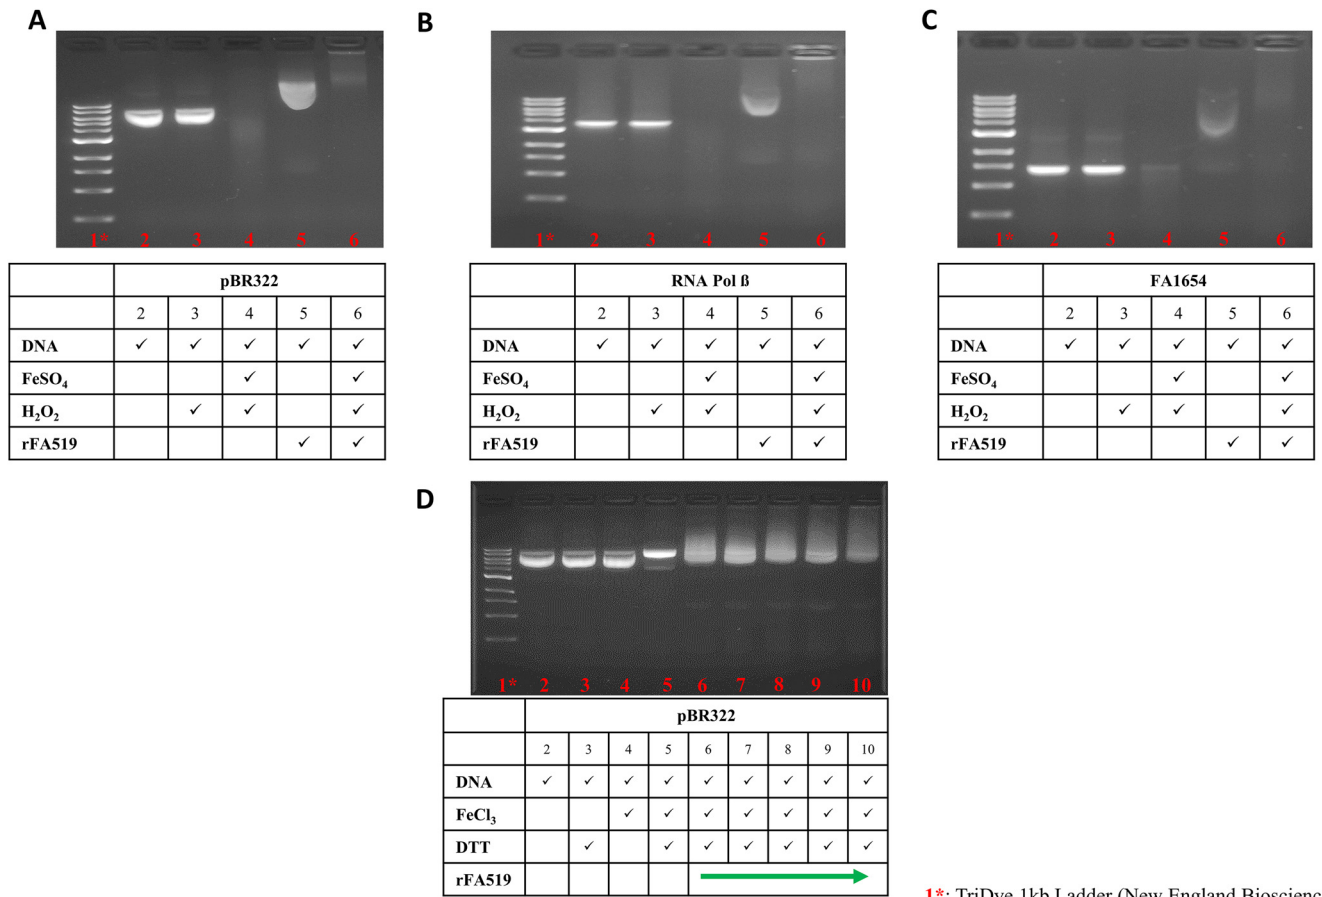 A
B
C
1* 2 3 4 5 6
1* 2 3 4 5 6
1* 2 3 4 5 6
pBR322
2 3 4 5 6
DNA ✓ ✓ ✓ ✓ ✓
FeSO4 ✓ ✓
H2O2 ✓ ✓ ✓
rFA519 ✓ ✓
RNA Pol ß
2 3 4 5 6
DNA ✓ ✓ ✓ ✓ ✓
FeSO4 ✓ ✓
H2O2 ✓ ✓ ✓
rFA519 ✓ ✓
FA1654
2 3 4 5 6
DNA ✓ ✓ ✓ ✓ ✓
FeSO4 ✓ ✓
H2O2 ✓ ✓ ✓
rFA519 ✓ ✓
D
1* 2 3 4 5 6 7 8 9 10
pBR322
2 3 4 5 6 7 8 9 10
DNA ✓ ✓ ✓ ✓ ✓ ✓ ✓ ✓ ✓
FeCl3 ✓ ✓ ✓ ✓ ✓ ✓ ✓
DTT ✓ ✓ ✓ ✓ ✓ ✓ ✓
rFA519
1*: TriDye 1kb Ladder (New England Bioscienc